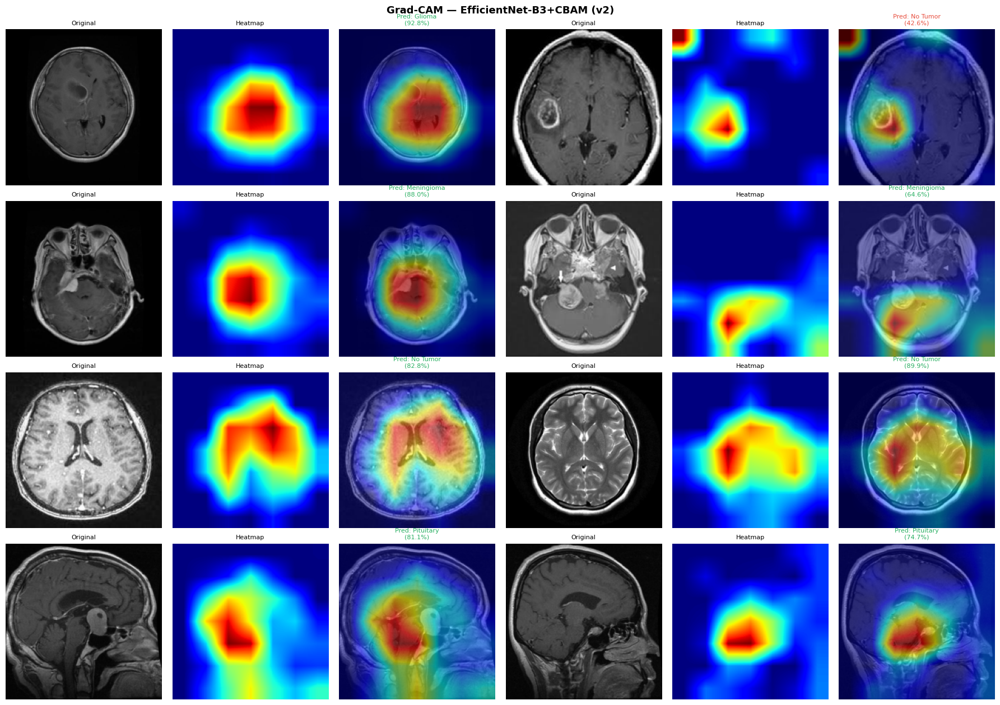 Grad-CAM — EfficientNet-B3+CBAM (v2)
Original
Heatmap
Pred: Glioma
(92.8%)
Original
Heatmap
Pred: No Tumor
(42.6%)
Original
Heatmap
Pred: Meningioma
(88.0%)
Original
Heatmap
Pred: Meningioma
(64.6%)
Original
Heatmap
Pred: No Tumor
(82.8%)
Original
Heatmap
Pred: No Tumor
(89.9%)
Original
Heatmap
Pred: Pituitary
(81.1%)
Original
Heatmap
Pred: Pituitary
(74.7%)